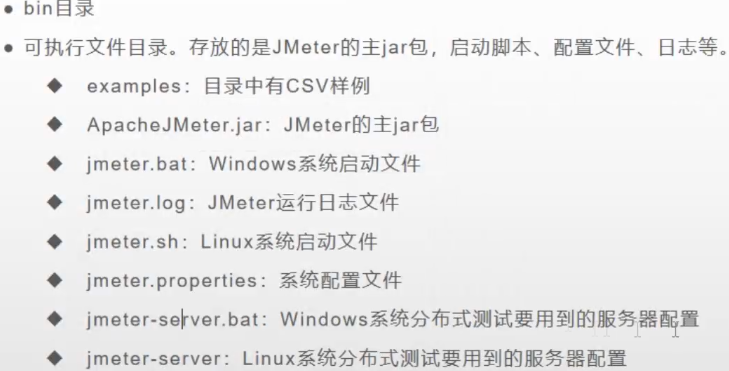 ● bin目录
● 可执行文件目录。存放的是JMeter的主jar包，启动脚本、配置文件、日志等。
◆ examples：目录中有CSV样例
◆ ApacheJMeter.jar：JMeter的主jar包
◆ jmeter.bat：Windows系统启动文件
◆ jmeter.log：JMeter运行日志文件
◆ jmeter.sh：Linux系统启动文件
◆ jmeter.properties：系统配置文件
◆ jmeter-server.bat：Windows系统分布式测试要用到的服务器配置
◆ jmeter-server：Linux系统分布式测试要用到的服务器配置